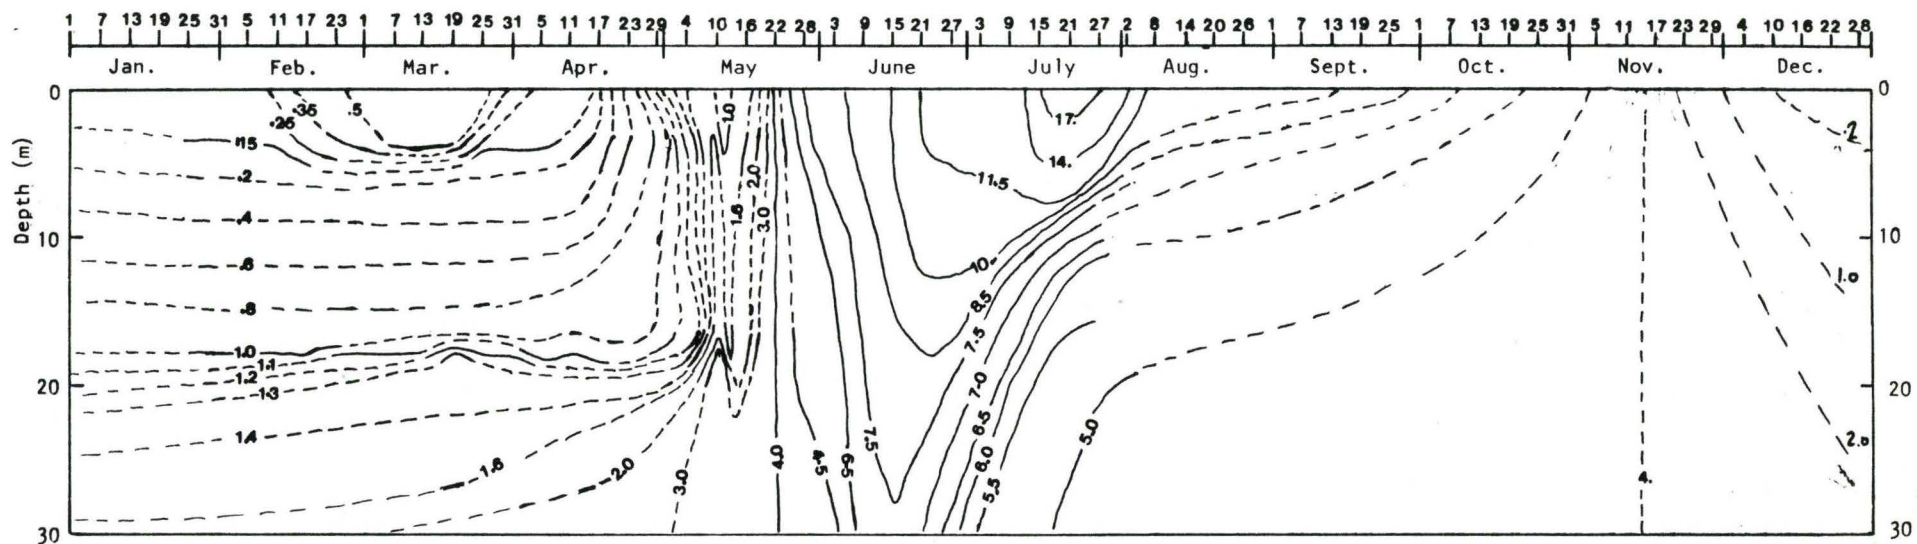 1 7 13 19 25 31 5 11 17 23 1 7 13 19 25 31 5 11 17 23 29 4 10 16 22 28 3 9 15 21 27 3 9 15 21 27 2 8 14 20 26 1 7 13 19 25 1 7 13 19 25 31 5 11 17 23 29 4 10 16 22 28
Jan. Feb. Mar. Apr. May June July Aug. Sept. Oct. Nov. Dec.
0 0
.25 .35 .5 1.0 17. .2
.15 14.
.2 2.0 11.5
.4 1.6 3.0
Depth (m)
10 10
.6 10. 1.0
.8 8.5
1.0 7.5
1.1
1.2
1.3
20 7.0 20
1.4 6.5 5.0 2.0
1.6 2.0 3.0 4.0 4.5 6.5 7.5 6.0 5.5 4.
30 30